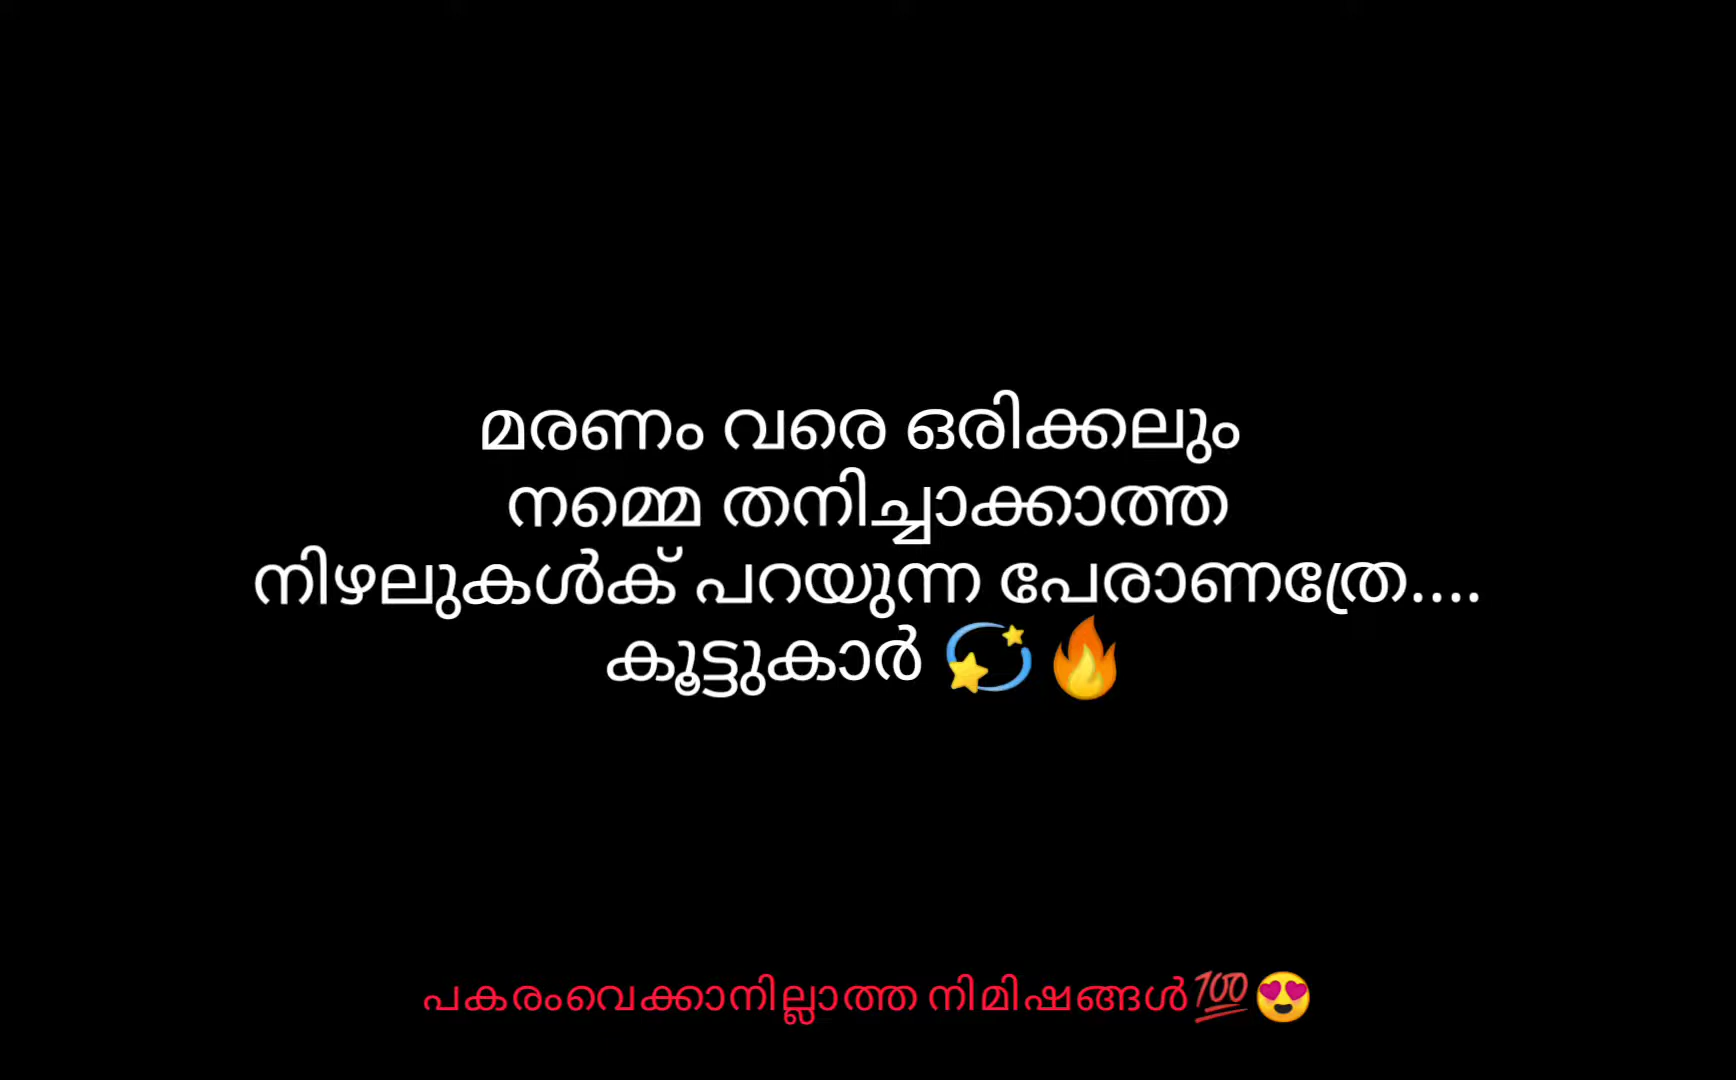 മരണം വരെ ഒരിക്കലും
നമ്മെ തനിച്ചാക്കാത്ത
നിഴലുകൾക് പറയുന്ന പേരാണത്രേ....
കൂട്ടുകാർ 💫🔥
പകരംവെക്കാനില്ലാത്ത നിമിഷങ്ങൾ💯😍